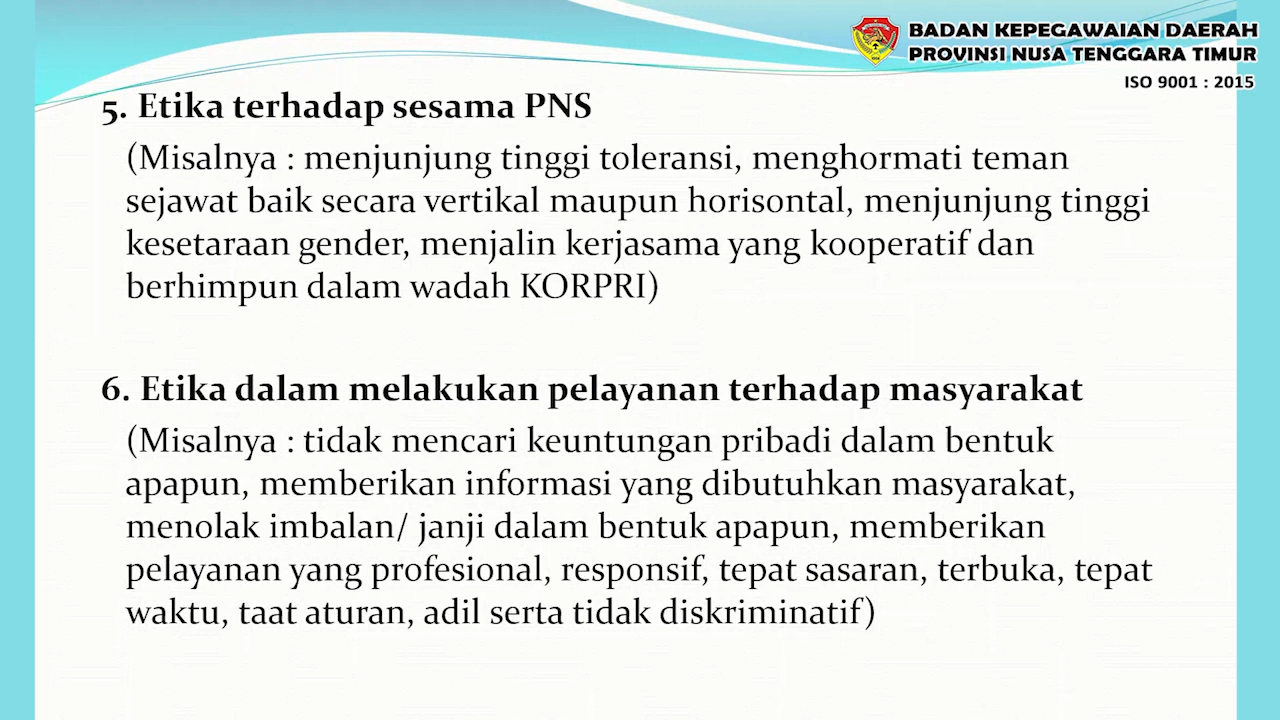 BADAN KEPEGAWAIAN DAERAH
PROVINSI NUSA TENGGARA TIMUR
ISO 9001 : 2015
5. Etika terhadap sesama PNS
(Misalnya : menjunjung tinggi toleransi, menghormati teman
sejawat baik secara vertikal maupun horisontal, menjunjung tinggi
kesetaraan gender, menjalin kerjasama yang kooperatif dan
berhimpun dalam wadah KORPRI)
6. Etika dalam melakukan pelayanan terhadap masyarakat
(Misalnya : tidak mencari keuntungan pribadi dalam bentuk
apapun, memberikan informasi yang dibutuhkan masyarakat,
menolak imbalan/ janji dalam bentuk apapun, memberikan
pelayanan yang profesional, responsif, tepat sasaran, terbuka, tepat
waktu, taat aturan, adil serta tidak diskriminatif)